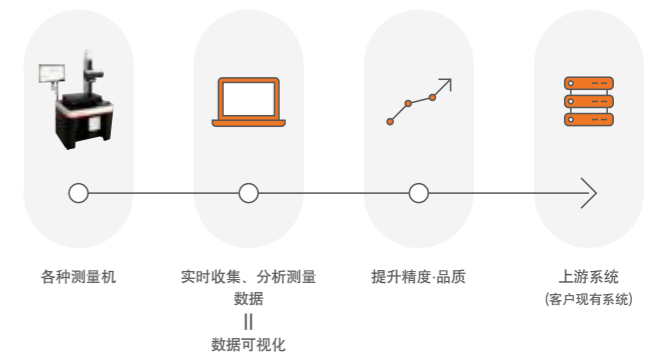 各种测量机
实时收集、分析测量
数据
||
数据可视化
提升精度·品质
上游系统
(客户现有系统)